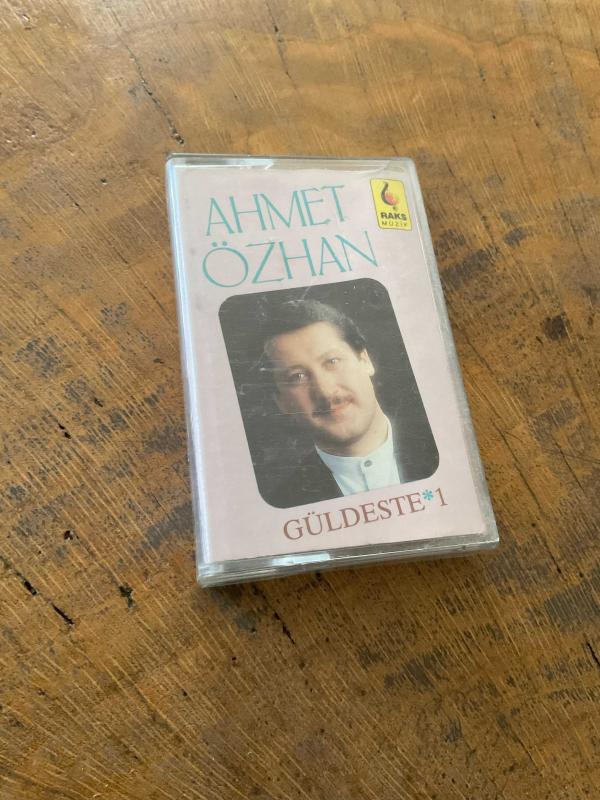 AHMET
ÖZHAN
RAKS
MÜZİK
GÜLDESTE*1